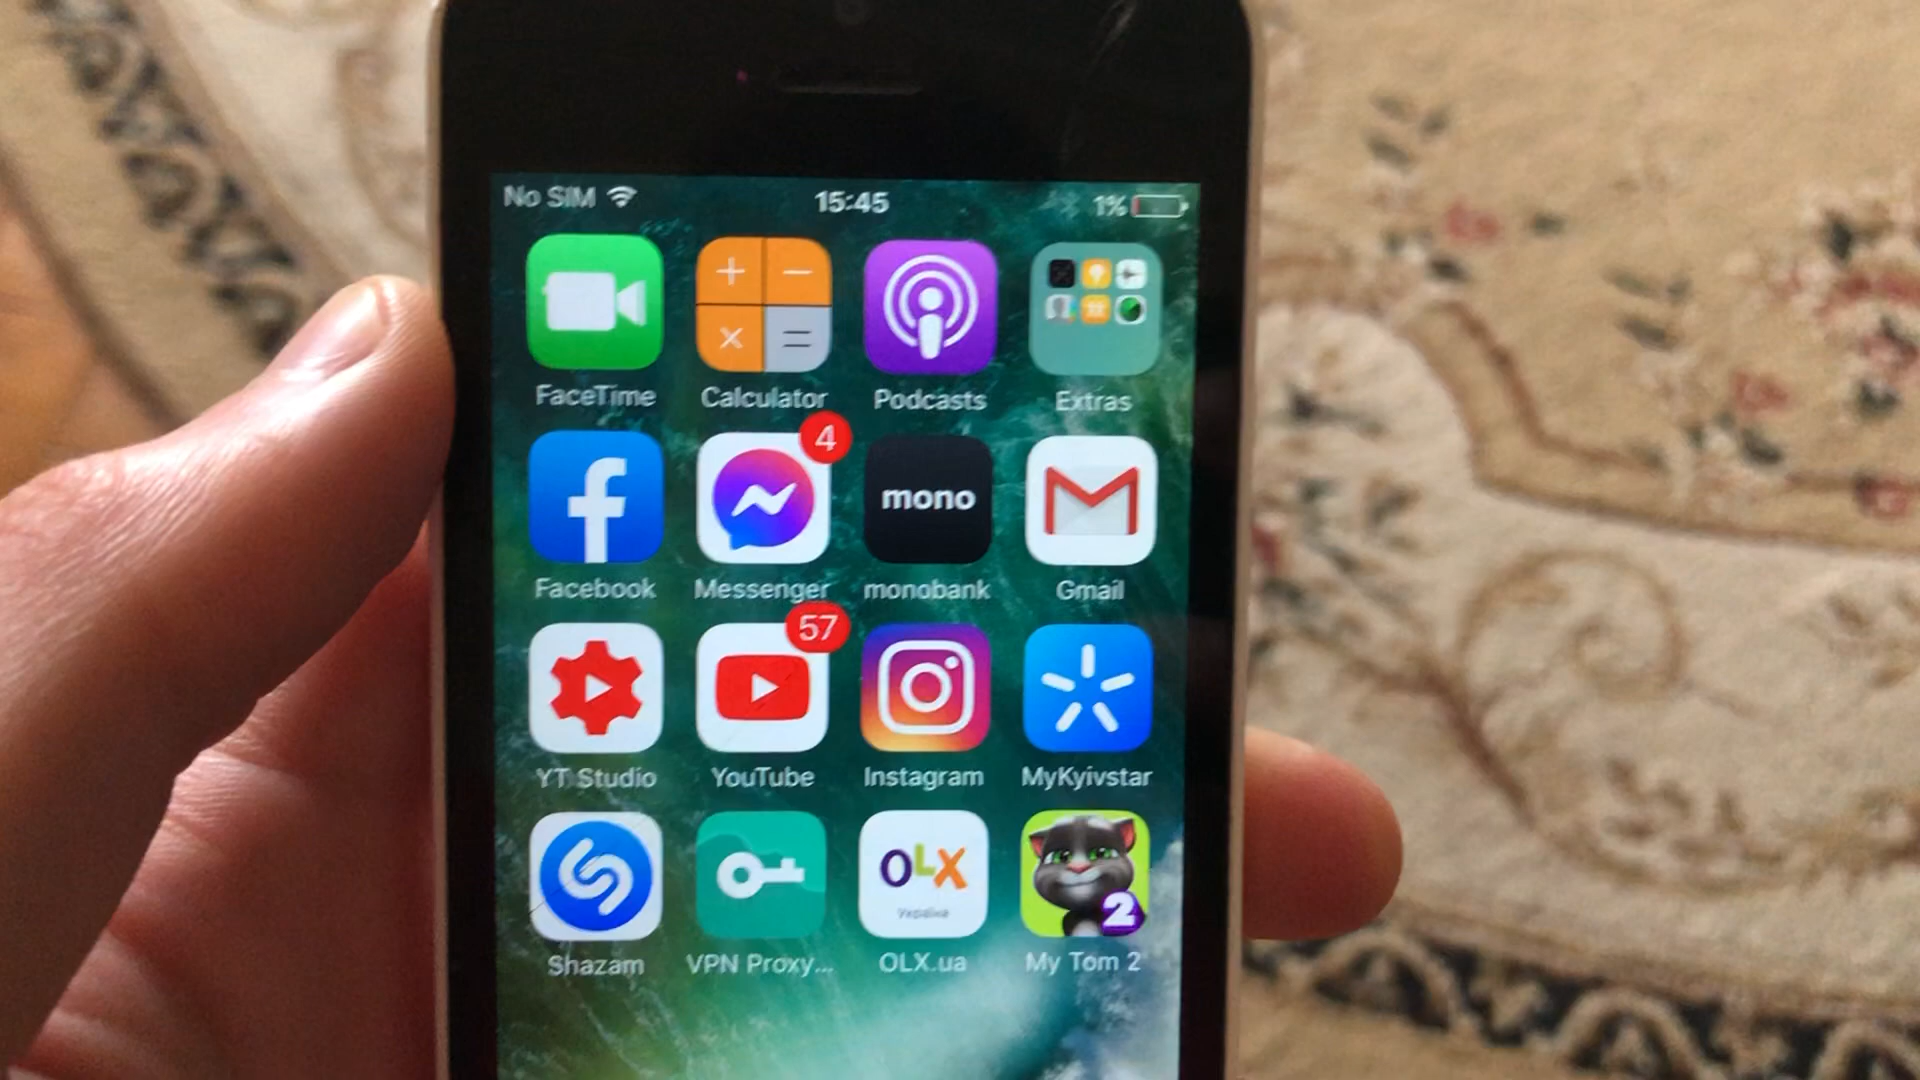 No SIM 15:45 1%
FaceTime Calculator Podcasts Extras
4
mono
Facebook Messenger monobank Gmail
57
YT Studio YouTube Instagram MyKyivstar
OLX
Україна
2
Shazam VPN Proxy... OLX.ua My Tom 2